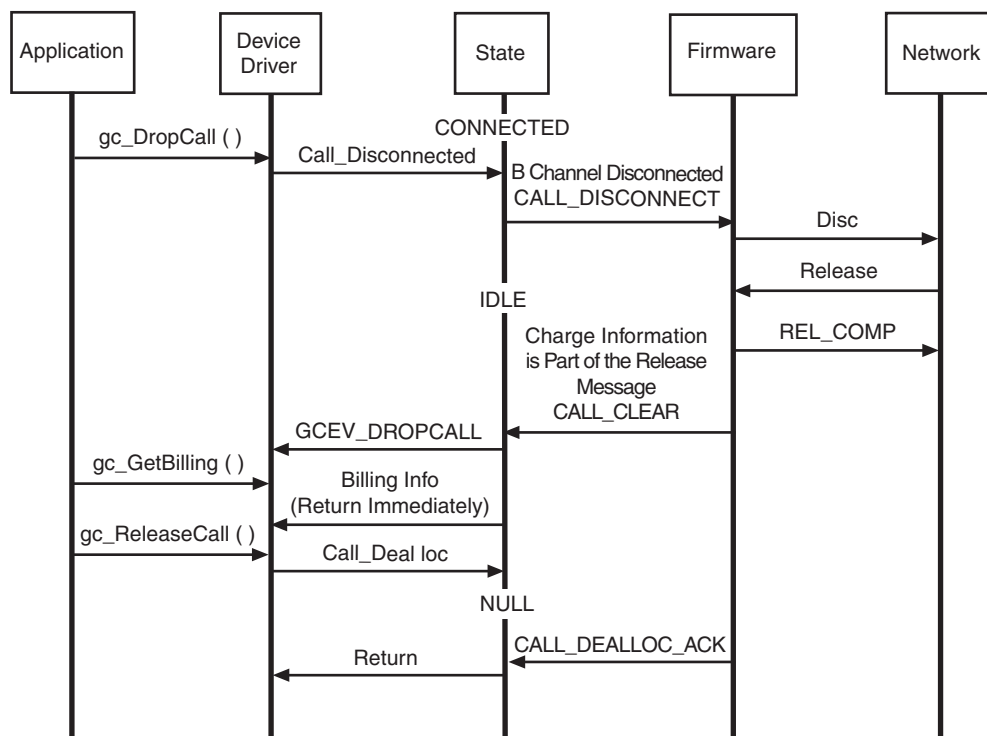 Application
Device
Driver
State
Firmware
Network
CONNECTED
gc_DropCall ( )
Call_Disconnected
B Channel Disconnected
CALL_DISCONNECT
Disc
Release
IDLE
REL_COMP
Charge Information
is Part of the Release
Message
CALL_CLEAR
GCEV_DROPCALL
gc_GetBilling ( )
Billing Info
(Return Immediately)
gc_ReleaseCall ( )
Call_Deal loc
NULL
CALL_DEALLOC_ACK
Return